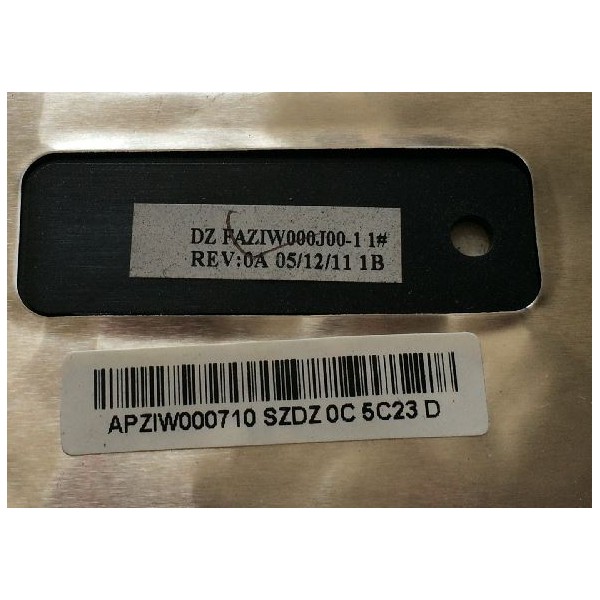 DZ FAZIW000J00-1 1#
REV:0A 05/12/11 1B
APZIW000710 SZDZ 0C 5C23 D